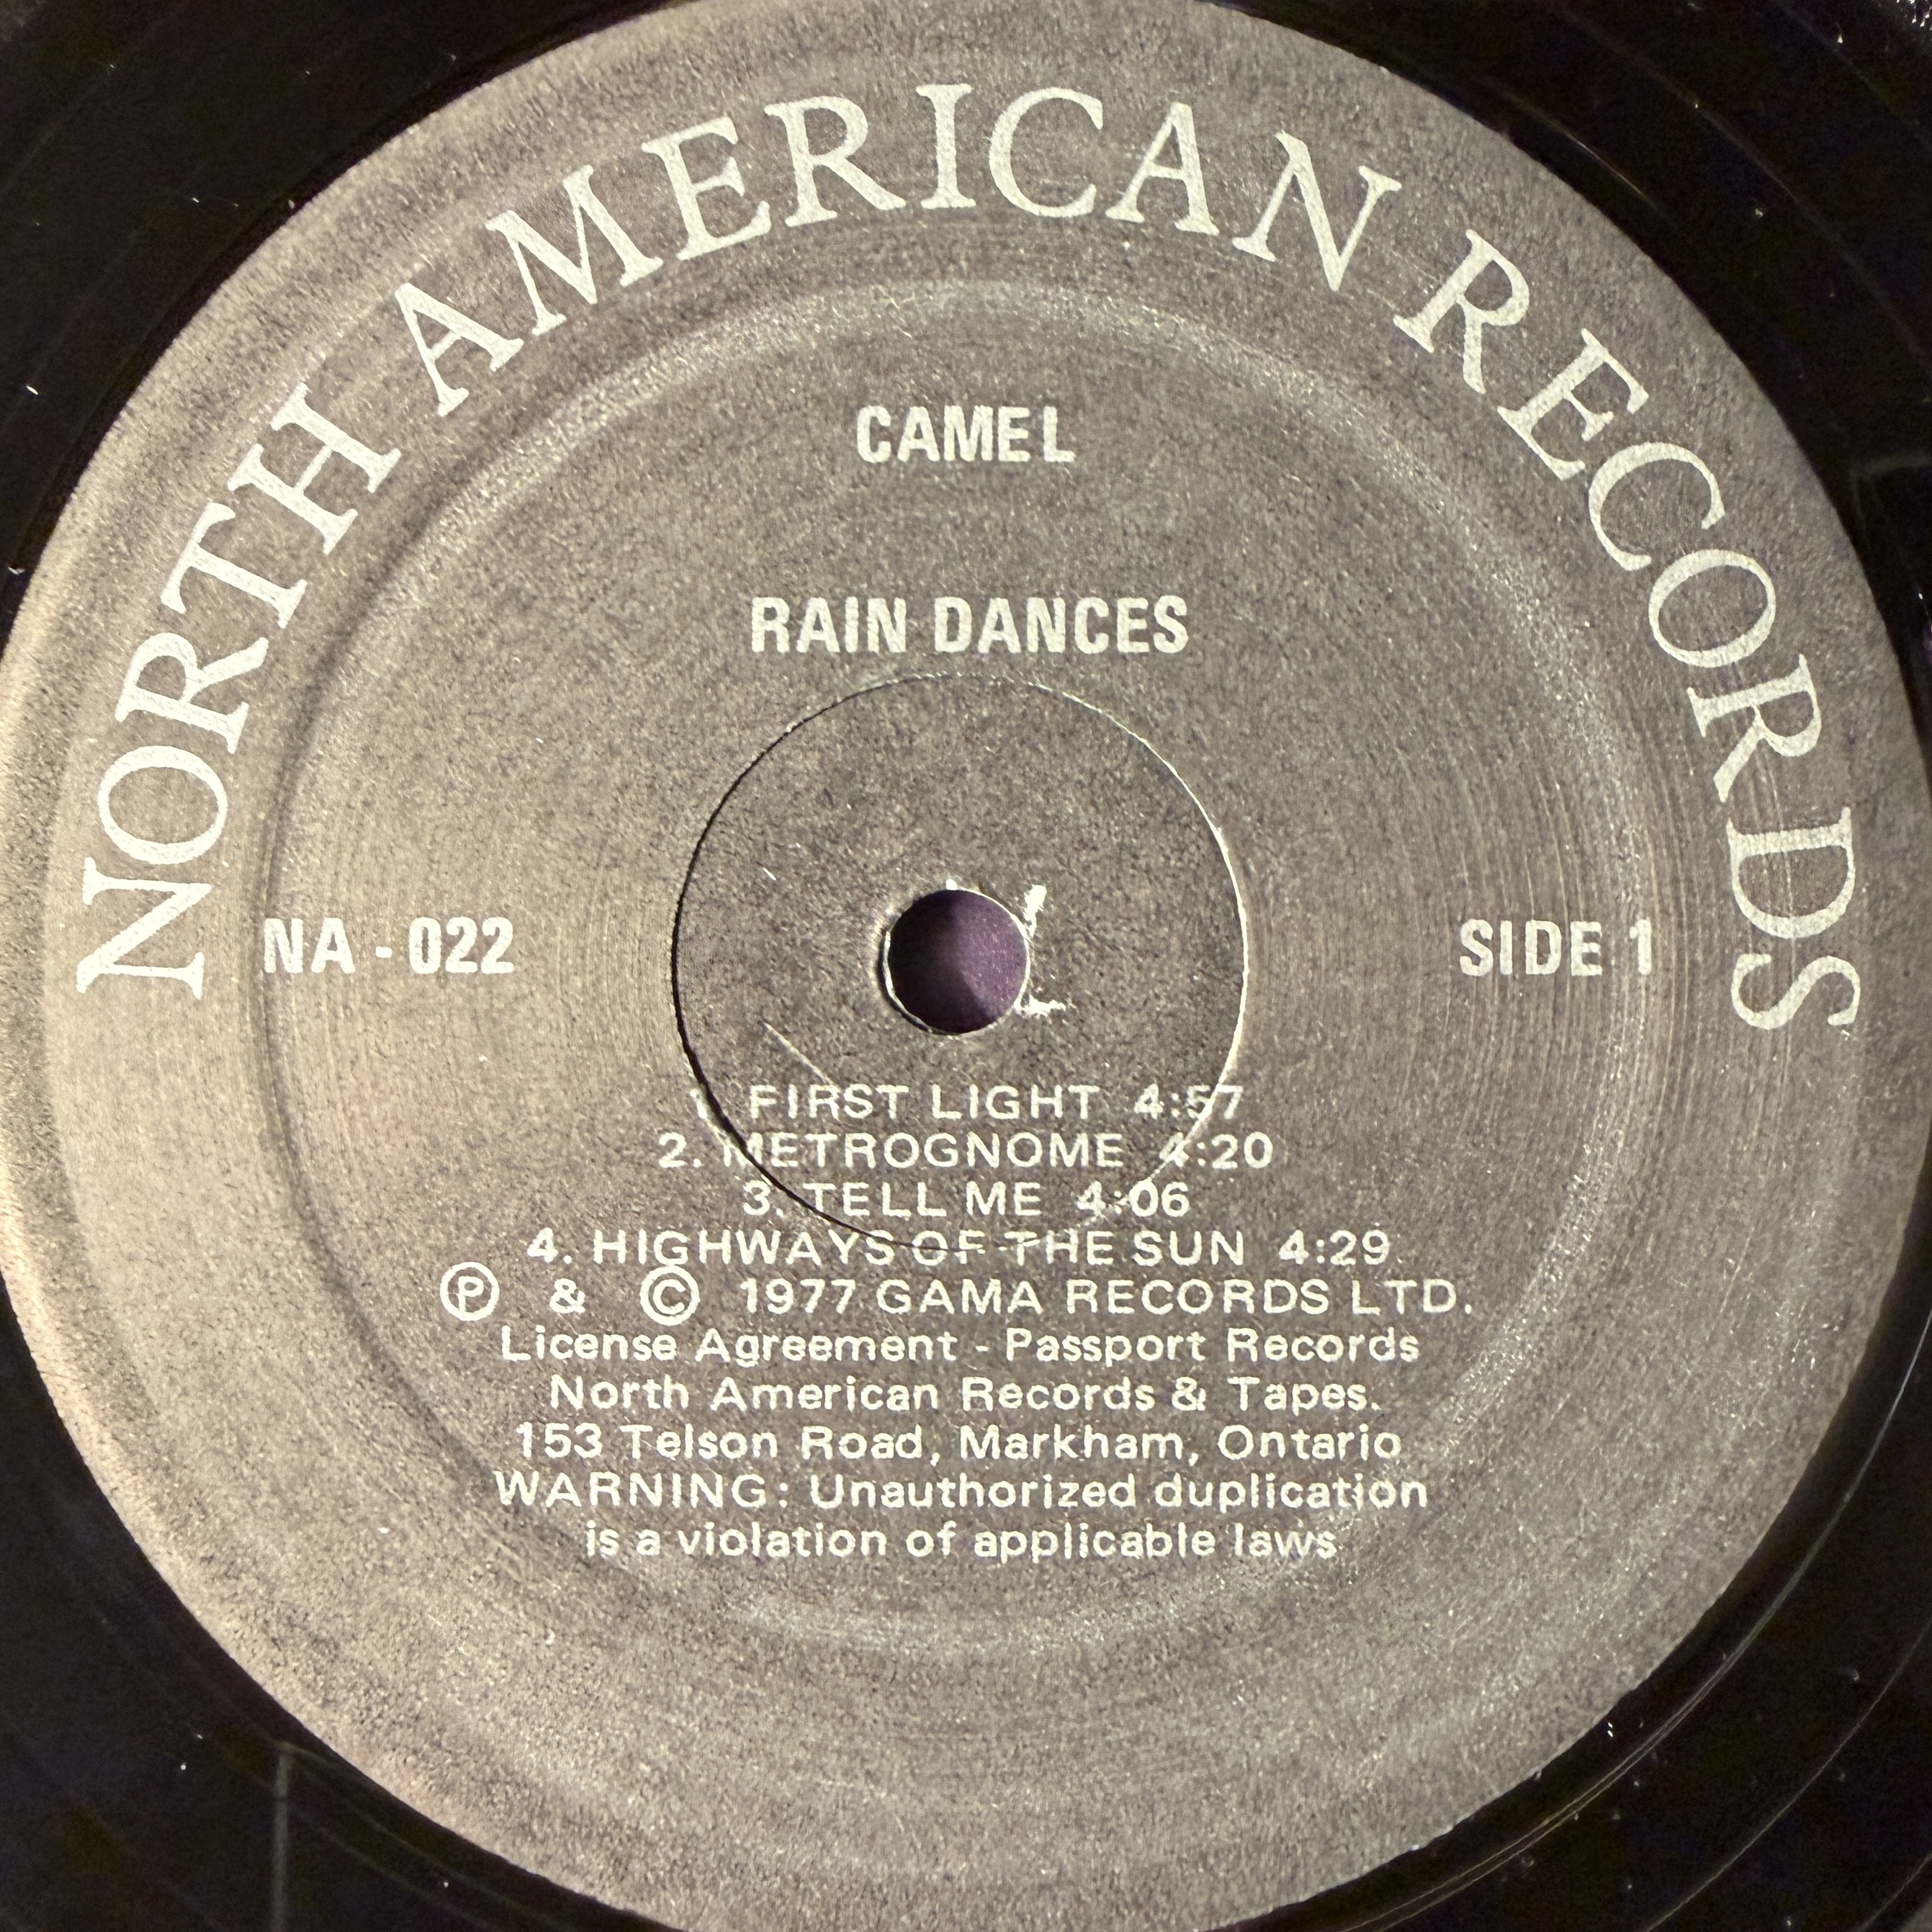 NORTH AMERICAN RECORDS
CAMEL
RAIN DANCES
NA - 022
SIDE 1
1. FIRST LIGHT 4:57
2. METROGNOME 4:20
3. TELL ME 4:06
4. HIGHWAYS OF THE SUN 4:29
Ⓟ & © 1977 GAMA RECORDS LTD.
License Agreement - Passport Records
North American Records & Tapes.
153 Telson Road, Markham, Ontario
WARNING: Unauthorized duplication
is a violation of applicable laws